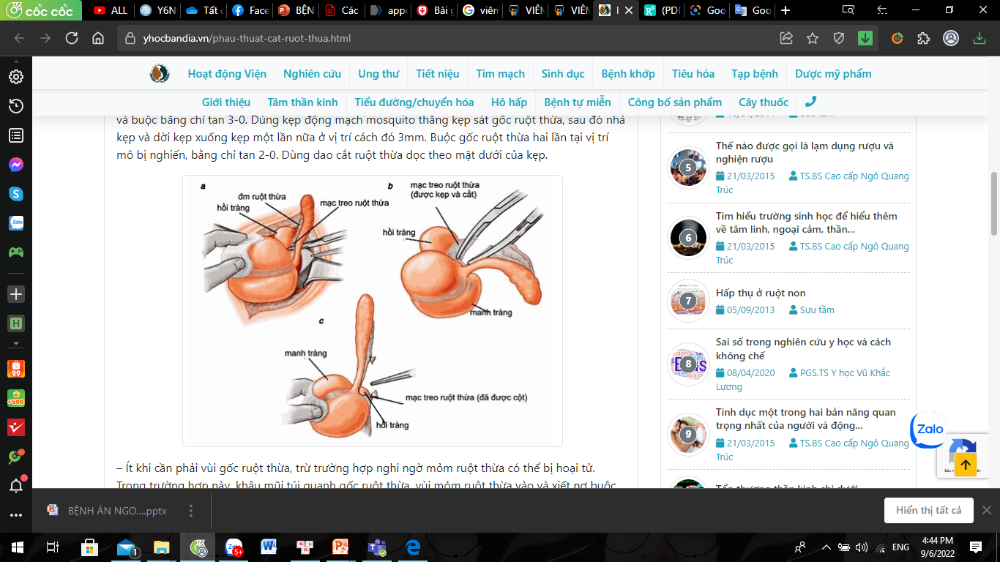 cốc cốc
ALL
Y6N
Tất c
Face
BỆN
Các
appe
Bài g
viêm
VIÊM
VIÊM
(PDF
Goo
Goo
yhocbandia.vn/phau-thuat-cat-ruot-thua.html
Hoạt động Viện
Nghiên cứu
Ung thư
Tiết niệu
Tim mạch
Sinh dục
Bệnh khớp
Tiêu hóa
Tạp bệnh
Dược mỹ phẩm
Giới thiệu
Tâm thần kinh
Tiểu đường/chuyển hóa
Hô hấp
Bệnh tự miễn
Công bố sản phẩm
Cây thuốc
và buộc bằng chỉ tan 3-0. Dùng kẹp động mạch mosquito thẳng kẹp sát gốc ruột thừa, sau đó nhả
kẹp và dời kẹp xuống kẹp một lần nữa ở vị trí cách đó 3mm. Buộc gốc ruột thừa hai lần tại vị trí
mô bị nghiến, bằng chỉ tan 2-0. Dùng dao cắt ruột thừa dọc theo mặt dưới của kẹp.
a
đm ruột thừa
hồi tràng
mạc treo ruột thừa
b
mạc treo ruột thừa
(được kẹp và cắt)
hồi tràng
manh tràng
c
manh tràng
mạc treo ruột thừa (đã được cột)
hồi tràng
– Ít khi cần phải vùi gốc ruột thừa, trừ trường hợp nghi ngờ mỏm ruột thừa có thể bị hoại tử.
Trong trường hợp này, khâu mũi túi quanh gốc ruột thừa, vùi mỏm ruột thừa vào và xiết nơ buộc
5
Thế nào được gọi là lạm dụng rượu và
nghiện rượu
21/03/2015 TS.BS Cao cấp Ngô Quang
Trúc
6
Tìm hiểu trường sinh học để hiểu thêm
về tâm linh, ngoại cảm, thần...
21/03/2015 TS.BS Cao cấp Ngô Quang
Trúc
7
Hấp thụ ở ruột non
05/09/2013 Sưu tầm
8
Sai số trong nghiên cứu y học và cách
khống chế
08/04/2020 PGS.TS Y học Vũ Khắc
Lương
9
Tình dục một trong hai bản năng quan
trọng nhất của người và động...
21/03/2015 TS.BS Cao cấp Ngô Quang
Trúc
Tổn thương thần kinh chi dưới
Zalo
BỆNH ÁN NGO....pptx
Hiển thị tất cả
ENG
4:44 PM
9/6/2022